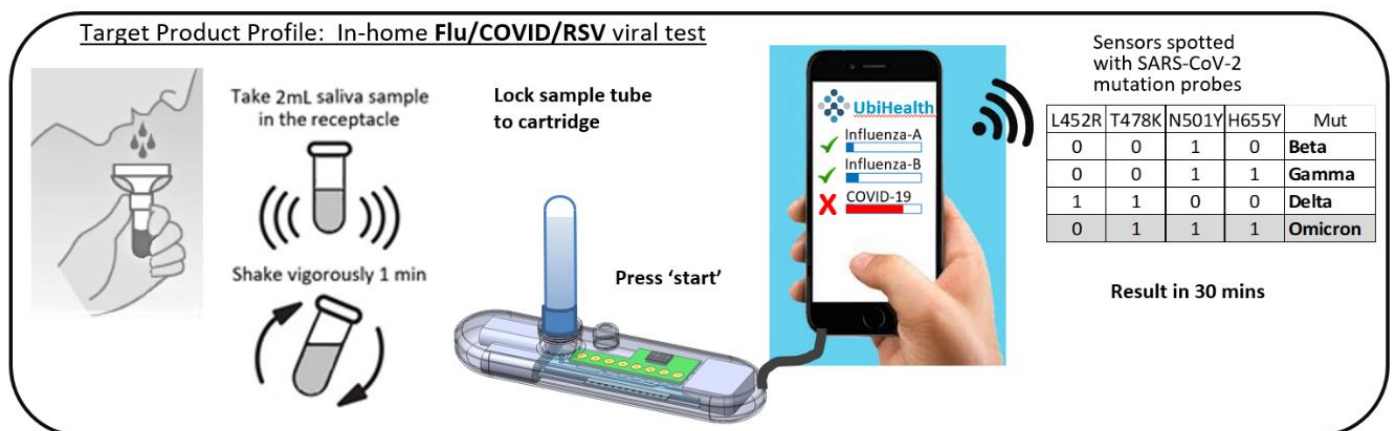 Target Product Profile: In-home Flu/COVID/RSV viral test
Take 2mL saliva sample
in the receptacle
Shake vigorously 1 min
Lock sample tube
to cartridge
Press ‘start’
UbiHealth
Influenza-A
Influenza-B
COVID-19
Sensors spotted
with SARS-CoV-2
mutation probes
L452R T478K N501Y H655Y Mut
0 0 1 0 Beta
0 0 1 1 Gamma
1 1 0 0 Delta
0 1 1 1 Omicron
Result in 30 mins